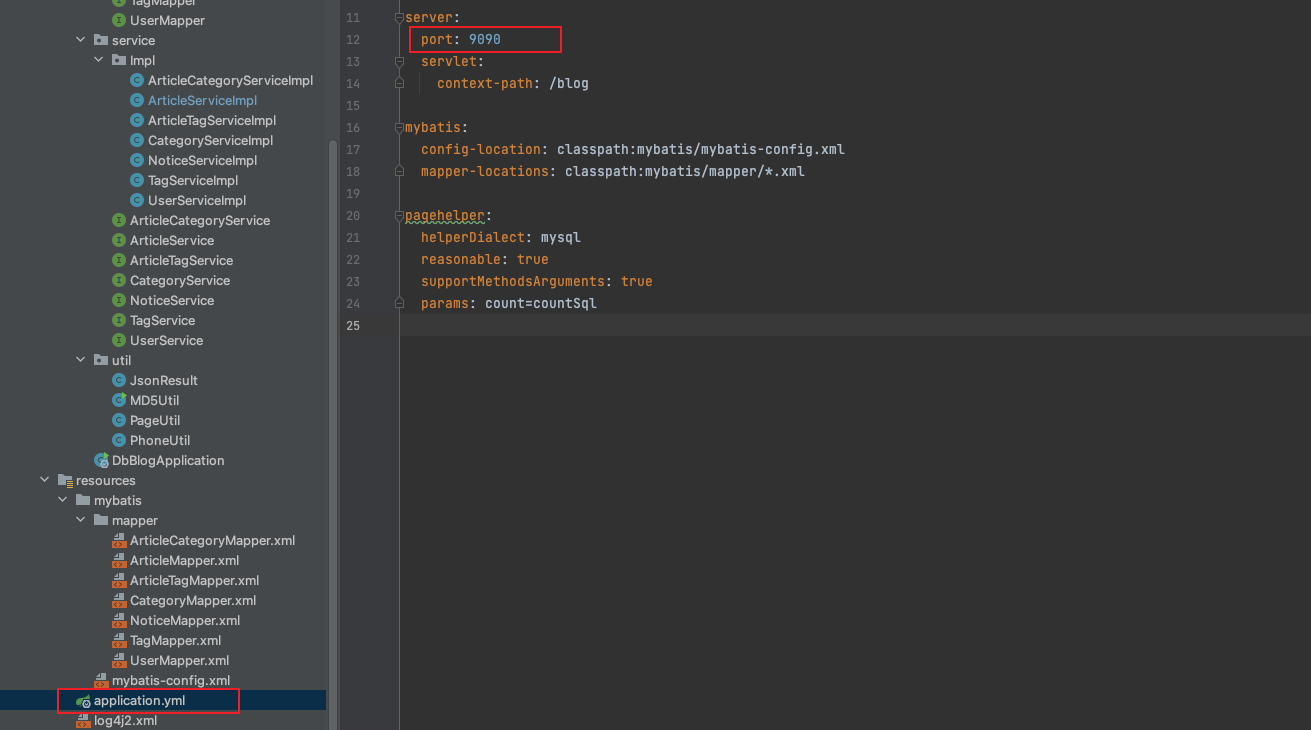 TagMapper
UserMapper
service
Impl
ArticleCategoryServiceImpl
ArticleServiceImpl
ArticleTagServiceImpl
CategoryServiceImpl
NoticeServiceImpl
TagServiceImpl
UserServiceImpl
ArticleCategoryService
ArticleService
ArticleTagService
CategoryService
NoticeService
TagService
UserService
util
JsonResult
MD5Util
PageUtil
PhoneUtil
DbBlogApplication
resources
mybatis
mapper
ArticleCategoryMapper.xml
ArticleMapper.xml
ArticleTagMapper.xml
CategoryMapper.xml
NoticeMapper.xml
TagMapper.xml
UserMapper.xml
mybatis-config.xml
application.yml
log4j2.xml
11 server:
12 port: 9090
13 servlet:
14 context-path: /blog
15
16 mybatis:
17 config-location: classpath:mybatis/mybatis-config.xml
18 mapper-locations: classpath:mybatis/mapper/*.xml
19
20 pagehelper:
21 helperDialect: mysql
22 reasonable: true
23 supportMethodsArguments: true
24 params: count=countSql
25